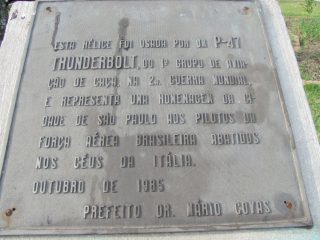 ESTA HÉLICE FOI USADA POR UM P-47
THUNDERBOLT, DO 1º GRUPO DE AVIA-
ÇÃO DE CAÇA, NA 2ª GUERRA MUNDIAL,
E REPRESENTA UMA HOMENAGEM DA CI-
DADE DE SÃO PAULO AOS PILOTOS DA
FORÇA AÉREA BRASILEIRA ABATIDOS
NOS CÉUS DA ITÁLIA.
OUTUBRO DE 1985
PREFEITO DR. MÁRIO COVAS